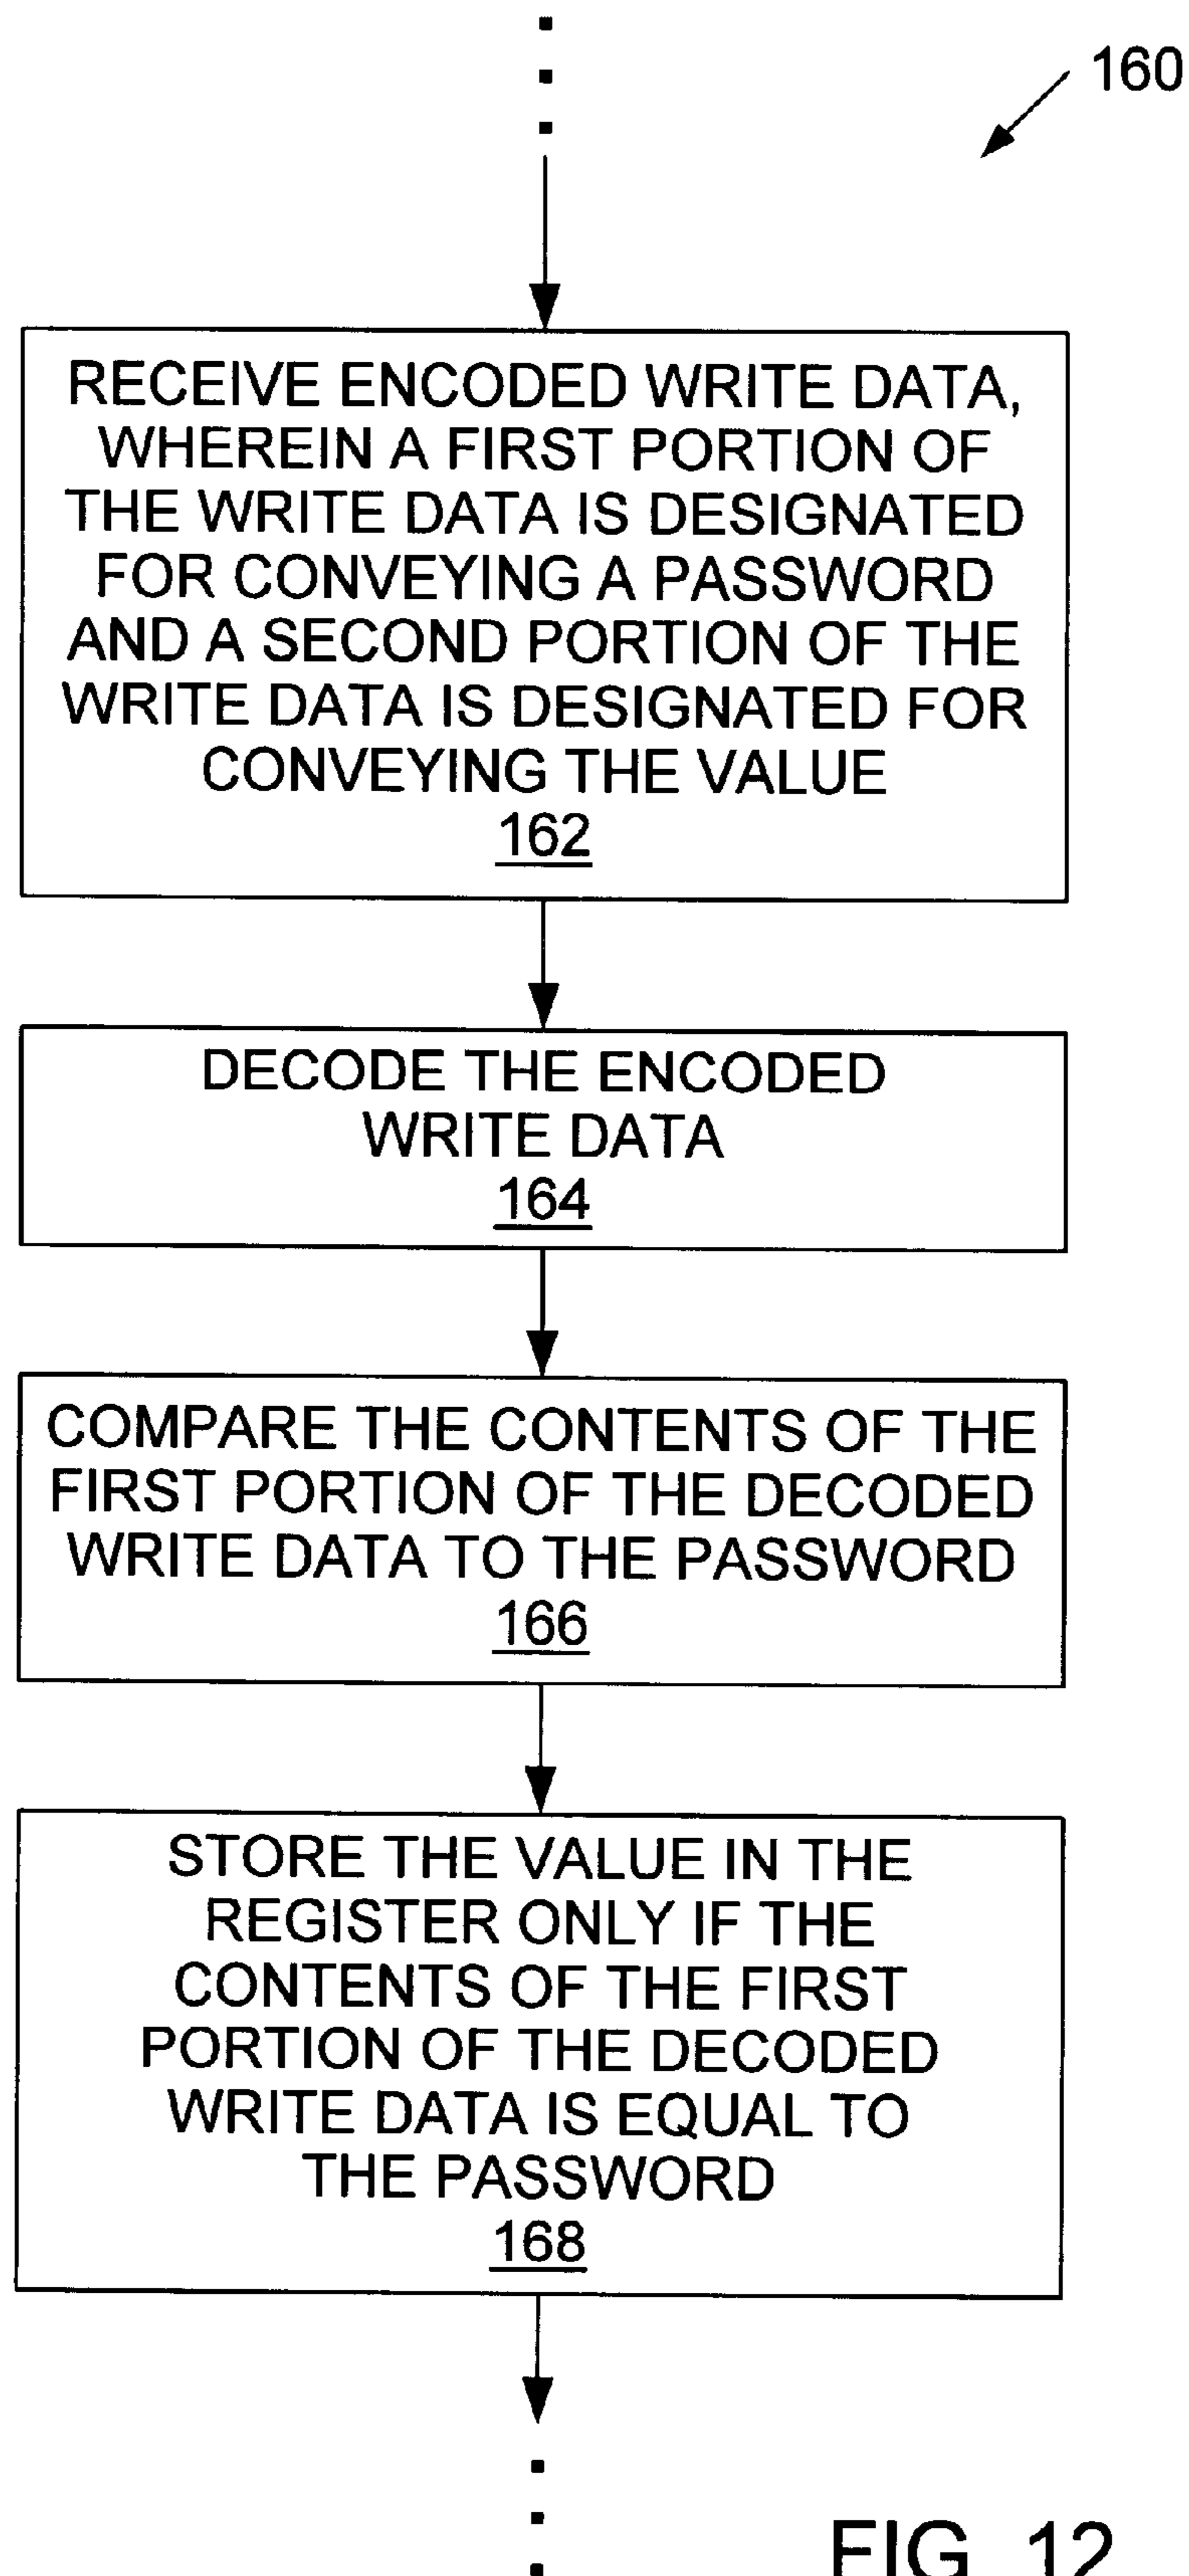 160
RECEIVE ENCODED WRITE DATA,
WHEREIN A FIRST PORTION OF
THE WRITE DATA IS DESIGNATED
FOR CONVEYING A PASSWORD
AND A SECOND PORTION OF THE
WRITE DATA IS DESIGNATED FOR
CONVEYING THE VALUE
162
DECODE THE ENCODED
WRITE DATA
164
COMPARE THE CONTENTS OF THE
FIRST PORTION OF THE DECODED
WRITE DATA TO THE PASSWORD
166
STORE THE VALUE IN THE
REGISTER ONLY IF THE
CONTENTS OF THE FIRST
PORTION OF THE DECODED
WRITE DATA IS EQUAL TO
THE PASSWORD
168
FIG. 12